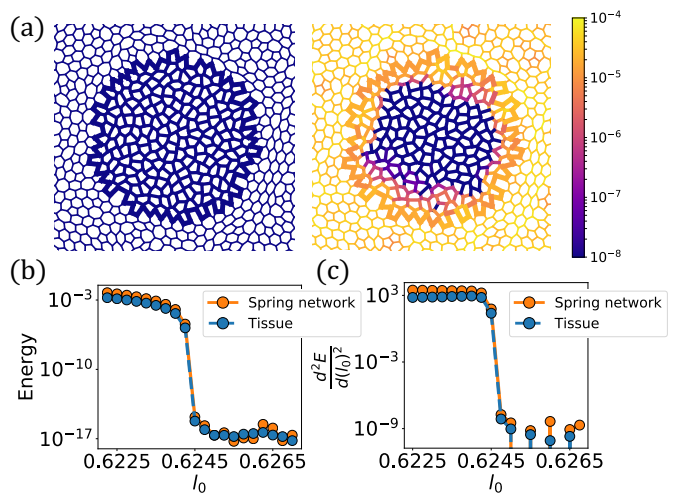 (a)
10⁻⁴
10⁻⁵
10⁻⁶
10⁻⁷
10⁻⁸
(b)
Energy
10⁻³
10⁻¹⁰
10⁻¹⁷
Spring network
Tissue
0.6225
0.6245
0.6265
l₀
(c)
d²E
d(l₀)²
10³
10⁻³
10⁻⁹
Spring network
Tissue
0.6225
0.6245
0.6265
l₀